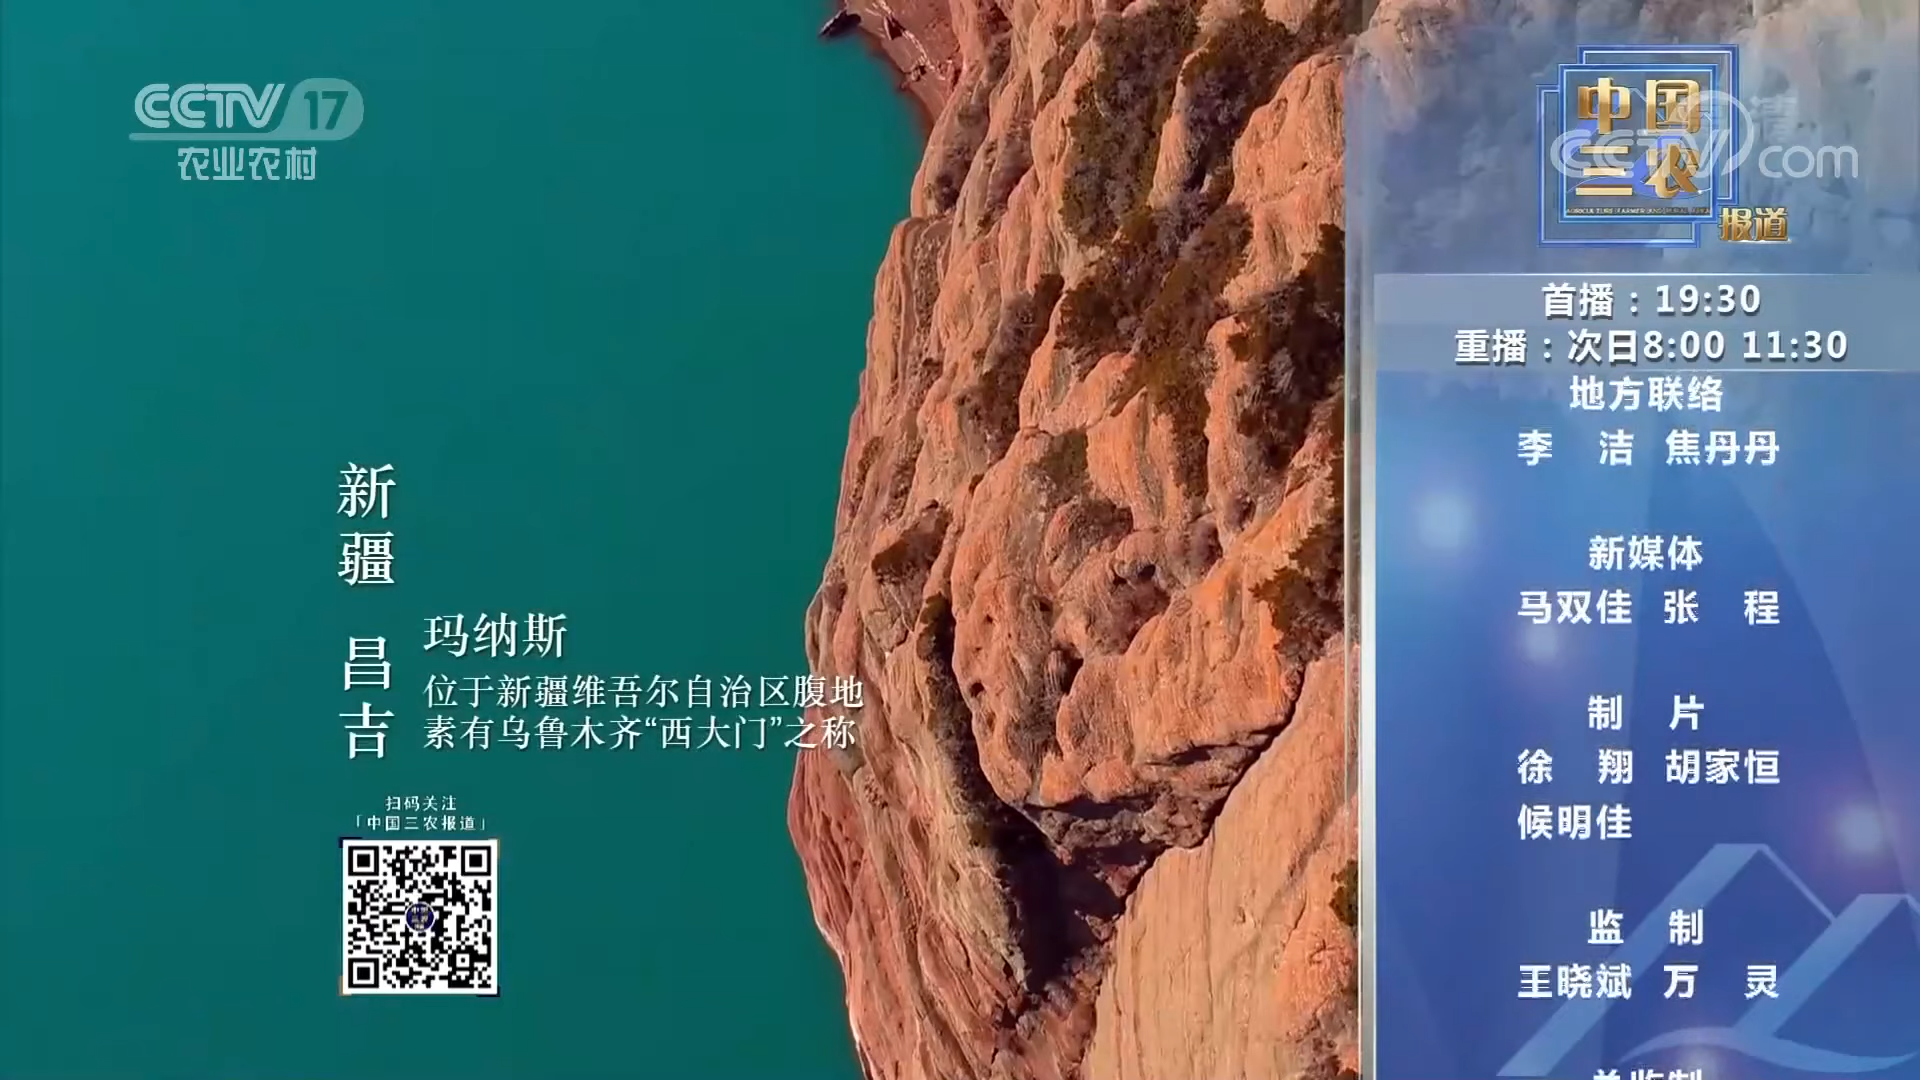 CCTV 17
农业农村
新疆 昌吉
玛纳斯
位于新疆维吾尔自治区腹地
素有乌鲁木齐“西大门”之称
扫码关注
「中国三农报道」
中国
三农
报道
CCTV.com
首播：19:30
重播：次日8:00 11:30
地方联络
李 洁 焦丹丹
新媒体
马双佳 张 程
制 片
徐 翔 胡家恒
候明佳
监 制
王晓斌 万 灵